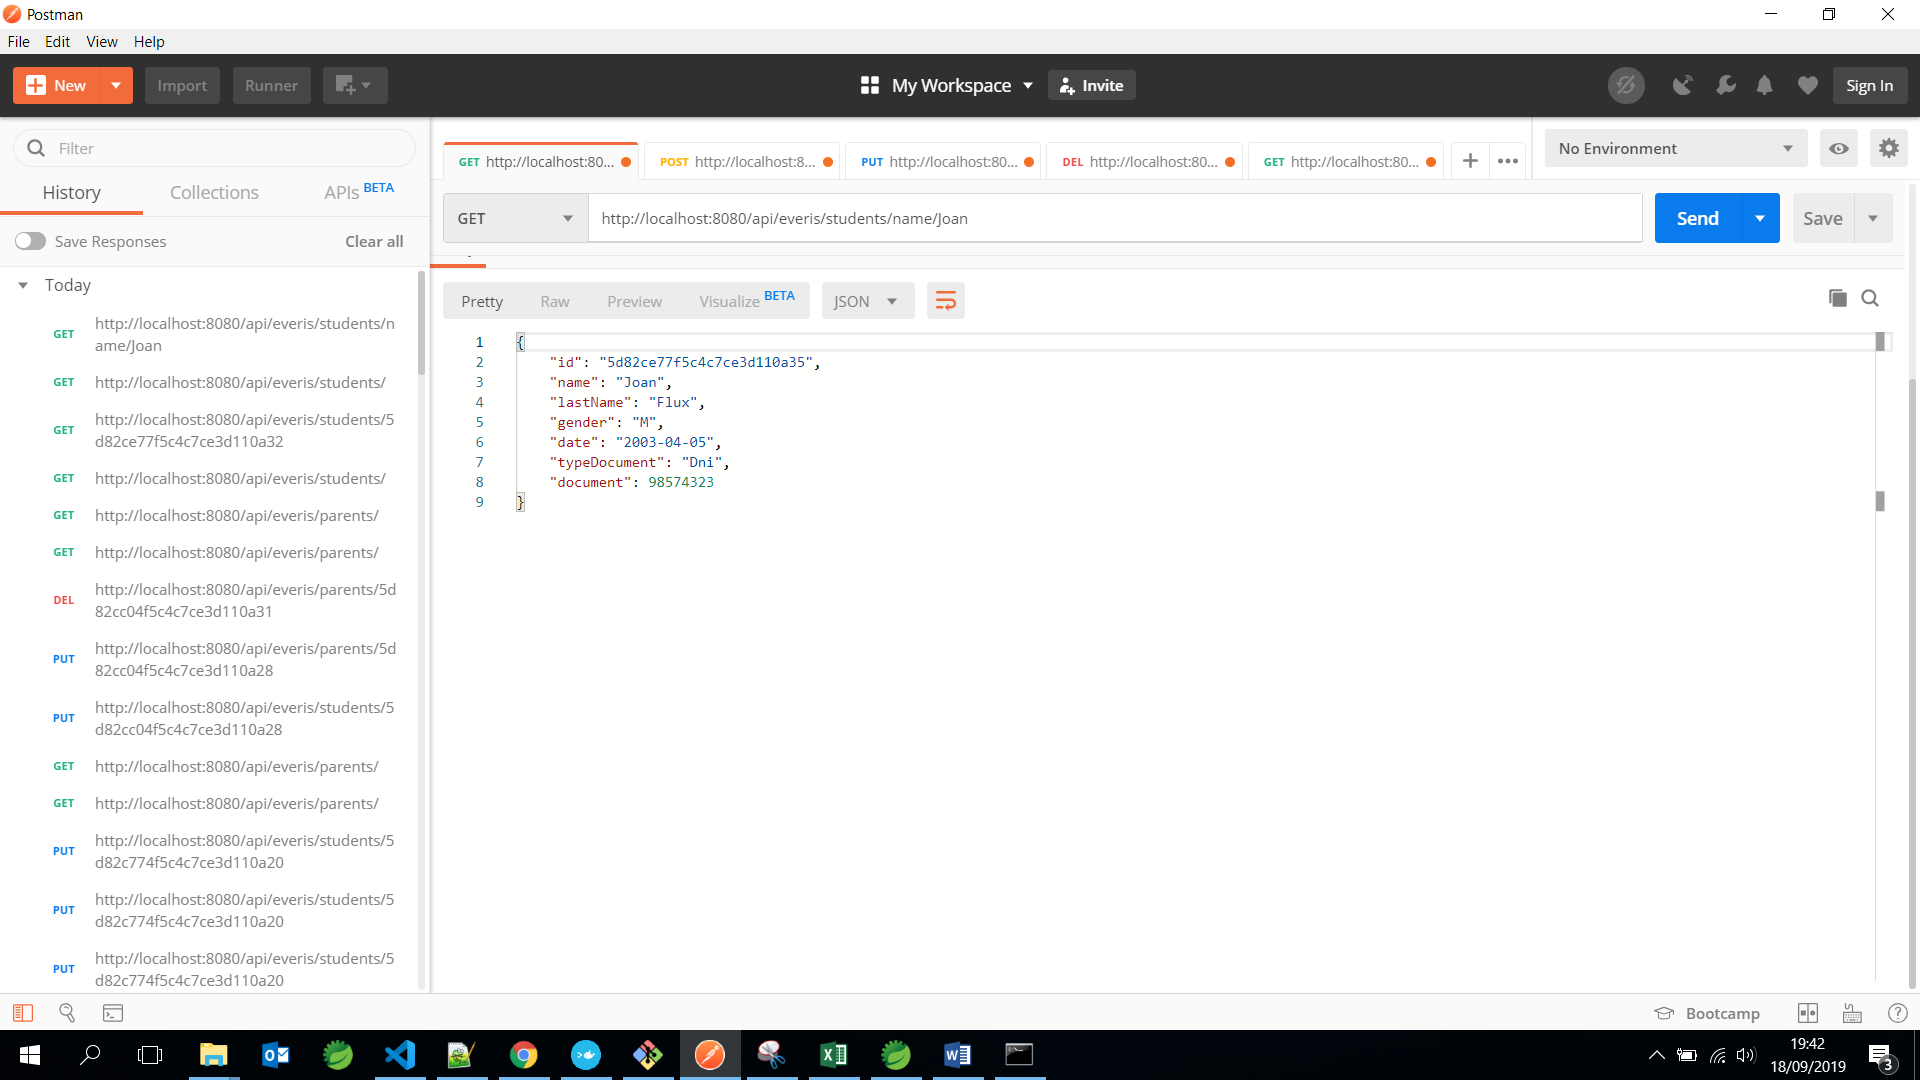 Postman
File Edit View Help
New Import Runner My Workspace Invite Sign In
Filter
History Collections APIs BETA
Save Responses Clear all
Today
GET http://localhost:8080/api/everis/students/n
ame/Joan
GET http://localhost:8080/api/everis/students/
GET http://localhost:8080/api/everis/students/5
d82ce77f5c4c7ce3d110a32
GET http://localhost:8080/api/everis/students/
GET http://localhost:8080/api/everis/parents/
GET http://localhost:8080/api/everis/parents/
DEL http://localhost:8080/api/everis/parents/5d
82cc04f5c4c7ce3d110a31
PUT http://localhost:8080/api/everis/parents/5d
82cc04f5c4c7ce3d110a28
PUT http://localhost:8080/api/everis/students/5
d82cc04f5c4c7ce3d110a28
GET http://localhost:8080/api/everis/parents/
GET http://localhost:8080/api/everis/parents/
PUT http://localhost:8080/api/everis/students/5
d82c774f5c4c7ce3d110a20
PUT http://localhost:8080/api/everis/students/5
d82c774f5c4c7ce3d110a20
PUT http://localhost:8080/api/everis/students/5
d82c774f5c4c7ce3d110a20
GET http://localhost:80... POST http://localhost:8... PUT http://localhost:80... DEL http://localhost:80... GET http://localhost:80...
No Environment
GET http://localhost:8080/api/everis/students/name/Joan Send Save
Pretty Raw Preview Visualize BETA JSON
1 {
2 "id": "5d82ce77f5c4c7ce3d110a35",
3 "name": "Joan",
4 "lastName": "Flux",
5 "gender": "M",
6 "date": "2003-04-05",
7 "typeDocument": "Dni",
8 "document": 98574323
9 }
Bootcamp
19:42
18/09/2019
3